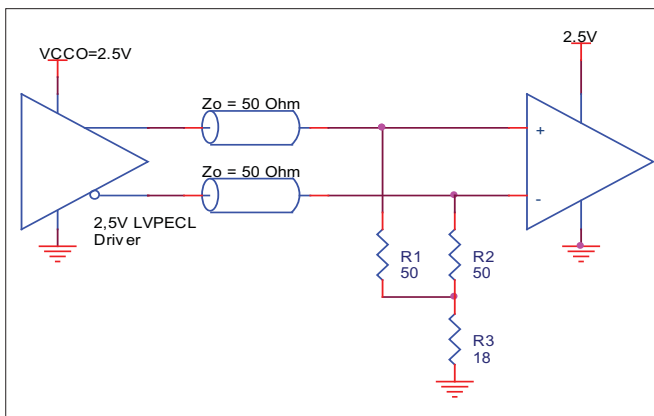 VCCO=2.5V
2.5V
Zo = 50 Ohm
Zo = 50 Ohm
+
-
2,5V LVPECL
Driver
R1
50
R2
50
R3
18